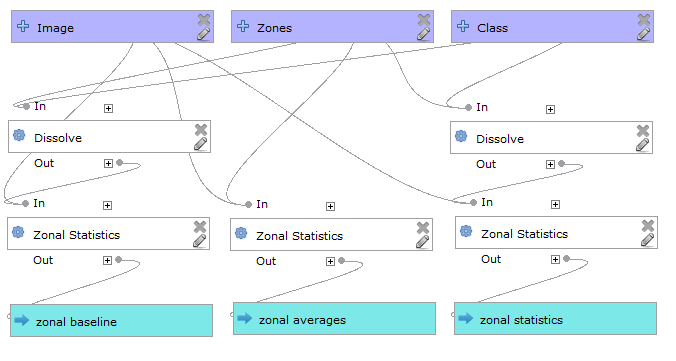 Image Zones Class
In In
Dissolve Dissolve
Out Out
In In In
Zonal Statistics Zonal Statistics Zonal Statistics
Out Out Out
zonal baseline zonal averages zonal statistics